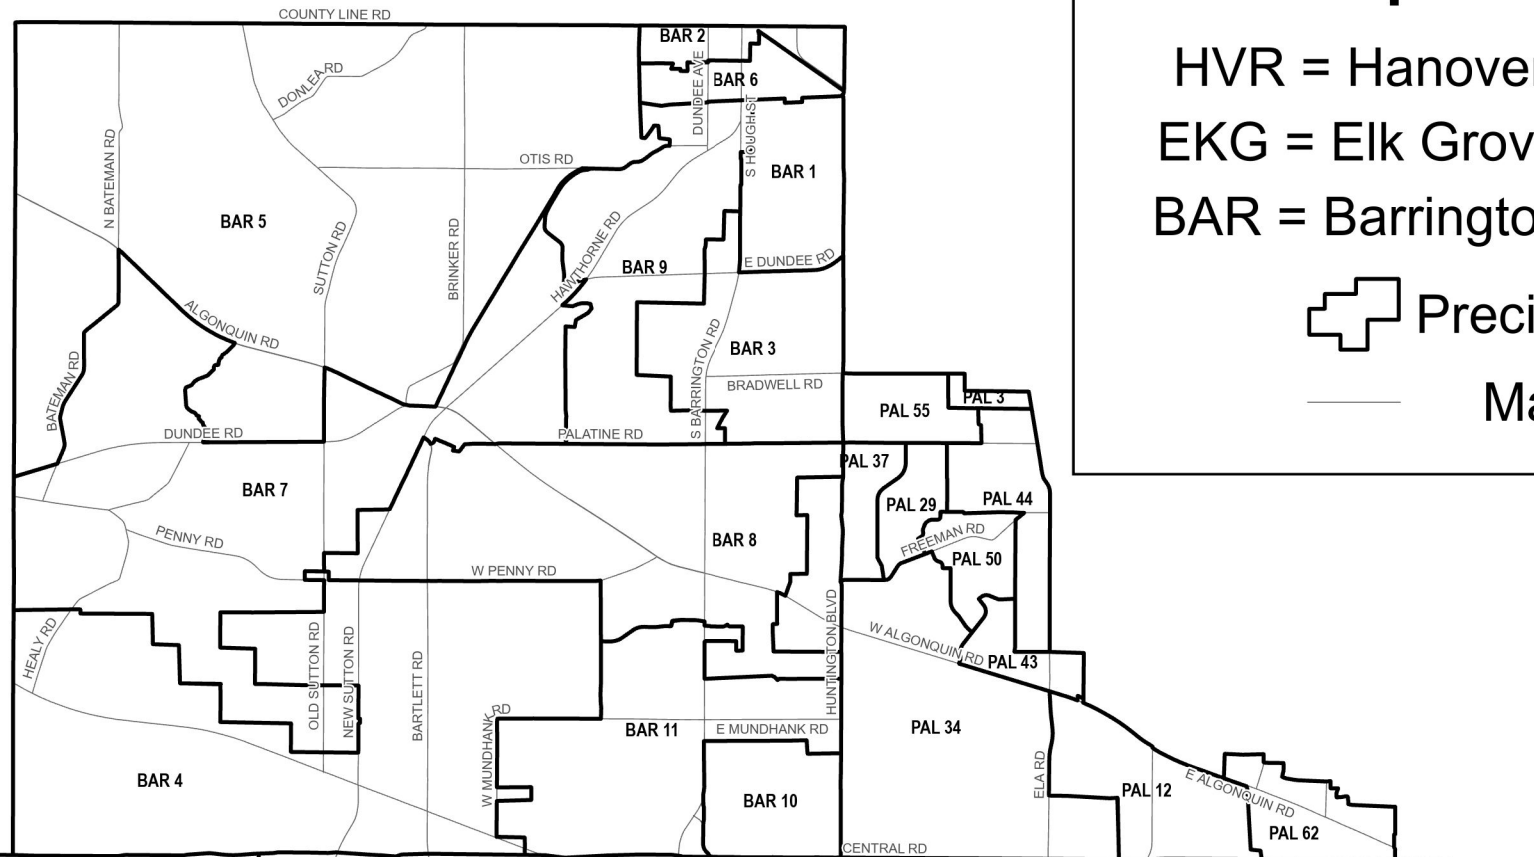 COUNTY LINE RD
BAR 2
HVR = Hanover
DONLEA RD
DUNDEE AVE
BAR 6
EKG = Elk Grov
N BATEMAN RD
OTIS RD
S HOUGH ST
BAR 1
BAR = Barringto
BAR 5
SUTTON RD
BRINKER RD
HAWTHORNE RD
BAR 9
E DUNDEE RD
ALGONQUIN RD
Preci
BATEMAN RD
S BARRINGTON RD
BAR 3
BRADWELL RD
PAL 55
PAL 3
Ma
DUNDEE RD
PALATINE RD
PAL 37
BAR 7
PAL 29
PAL 44
PENNY RD
BAR 8
FREEMAN RD
PAL 50
W PENNY RD
HEALY RD
OLD SUTTON RD
NEW SUTTON RD
BARTLETT RD
HUNTINGTON BLVD
W ALGONQUIN RD
PAL 43
W MUNDHANK RD
BAR 11
E MUNDHANK RD
PAL 34
BAR 4
BAR 10
ELA RD
PAL 12
E ALGONQUIN RD
PAL 62
CENTRAL RD